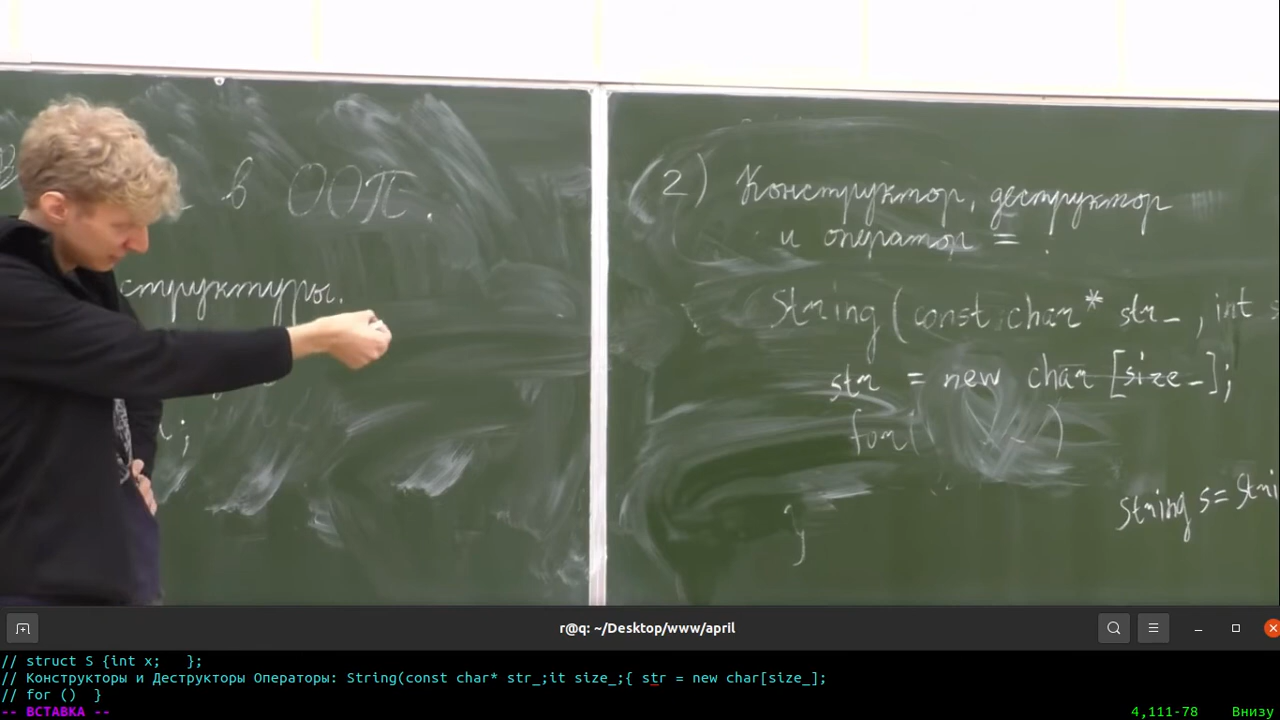 в ООП.
структуры.
;
2) Конструктор, деструктор
и оператор = .
String (const char* str_, int s
str = new char [size_];
for( )
}
String s = Stri
r@q: ~/Desktop/www/april
// struct S {int x;   };
// Конструкторы и Деструкторы Операторы: String(const char* str_;it size_;{ str = new char[size_];
// for ()  }
-- ВСТАВКА --
4,111-78
Внизу